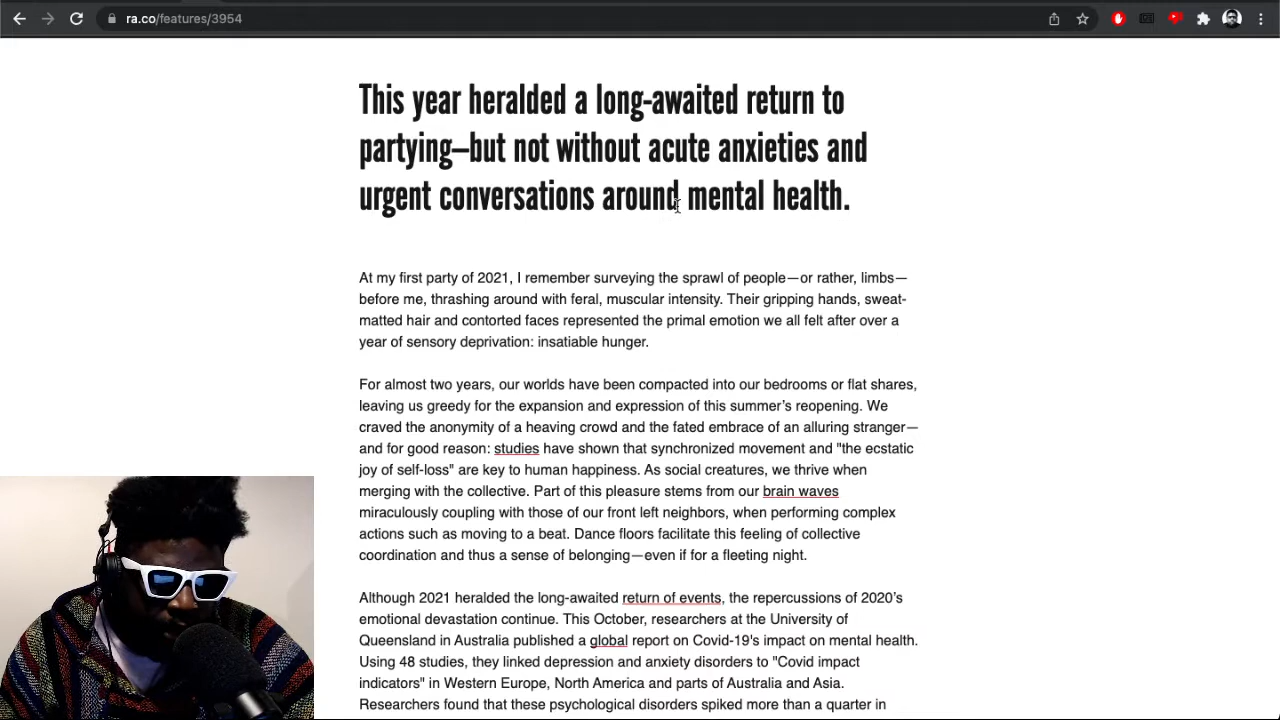 ra.co/features/3954
This year heralded a long-awaited return to
partying—but not without acute anxieties and
urgent conversations around mental health.
At my first party of 2021, I remember surveying the sprawl of people—or rather, limbs—
before me, thrashing around with feral, muscular intensity. Their gripping hands, sweat-
matted hair and contorted faces represented the primal emotion we all felt after over a
year of sensory deprivation: insatiable hunger.
For almost two years, our worlds have been compacted into our bedrooms or flat shares,
leaving us greedy for the expansion and expression of this summer’s reopening. We
craved the anonymity of a heaving crowd and the fated embrace of an alluring stranger—
and for good reason: studies have shown that synchronized movement and "the ecstatic
joy of self-loss" are key to human happiness. As social creatures, we thrive when
merging with the collective. Part of this pleasure stems from our brain waves
miraculously coupling with those of our front left neighbors, when performing complex
actions such as moving to a beat. Dance floors facilitate this feeling of collective
coordination and thus a sense of belonging—even if for a fleeting night.
Although 2021 heralded the long-awaited return of events, the repercussions of 2020’s
emotional devastation continue. This October, researchers at the University of
Queensland in Australia published a global report on Covid-19's impact on mental health.
Using 48 studies, they linked depression and anxiety disorders to "Covid impact
indicators" in Western Europe, North America and parts of Australia and Asia.
Researchers found that these psychological disorders spiked more than a quarter in